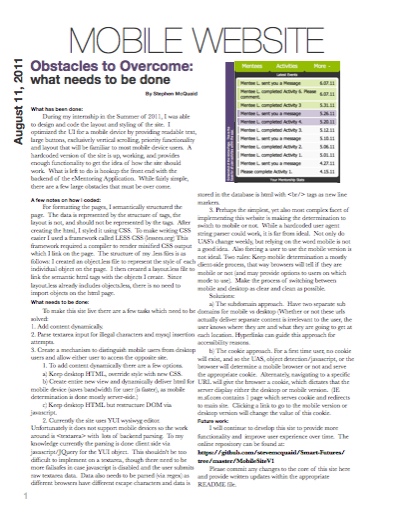 MOBILE WEBSITE
August 11, 2011
Obstacles to Overcome:
what needs to be done
By Stephen McQuaid
Mentees Activities More
Latest Events
Mentee L. sent you a Message 6.07.11
Mentee L. completed Activity 6. Please comment. 6.07.11
Mentee L. completed Activity 3 5.31.11
Mentee L. sent you a message 5.26.11
Mentee L. completed Activity 4. 5.20.11
Mentee L. completed Activity 3. 5.12.11
Mentee L. sent you a message 5.10.11
Mentee L. completed Activity 2. 5.06.11
Mentee L. completed Activity 1. 5.01.11
Mentee L. sent you a message 4.27.11
Please complete Activity 1. 4.15.11
What has been done:
During my internship in the Summer of 2011, I was able
to design and code the layout and styling of the site. I
optimized the UI for a mobile device by providing readable text,
large buttons, exclusively vertical scrolling, priority functionality
and layout that will be familiar to most mobile device users. A
hardcoded version of the site is up, working, and provides
enough functionality to get the idea of how the site should
work. What is left to do is hookup the front end with the
backend of the eMentoring Application. While fairly simple,
there are a few large obstacles that must be over come.
A few notes on how I coded:
For formatting the pages, I semantically structured the
page. The data is represented by the structure of tags, the
layout is not, and should not be represented by the tags. After
creating the html, I styled it using CSS. To make writing CSS
easier I used a framework called LESS CSS (lesscss.org) This
framework required a compiler to render minified CSS output
which I link on the page. The structure of my .less files is as
follows: I created an object.less file to represent the style of each
individual object on the page. I then created a layout.less file to
link the semantic html tags with the objects I create. Since
layout.less already includes objects.less, there is no need to
import objects on the html page.
What needs to be done:
To make this site live there are a few tasks which need to be
solved:
1. Add content dynamically.
2. Parse textarea input for illegal characters and mysql insertion
attempts.
3. Create a mechanism to distinguish mobile users from desktop
users and allow either user to access the opposite site.
1. To add content dynamically there are a few options.
a) Keep desktop HTML, override style with new CSS.
b) Create entire new view and dynamically deliver html for
mobile device (saves bandwidth for user [is faster], as mobile
determination is done mostly server-side.)
c) Keep desktop HTML but restructure DOM via
javascript.
2. Currently the site uses YUI wysiwyg editor.
Unfortunately it does not support mobile devices so the work
around is <textarea> with lots of backend parsing. To my
knowledge currently the parsing is done client side via
javascript/JQuery for the YUI object. This shouldn't be too
difficult to implement on a textarea, though there need to be
more failsafes in case javascript is disabled and the user submits
raw textarea data. Data also needs to be parsed (via regex) as
different browsers have different escape characters and data is
stored in the database is html with <br/> tags as new line
markers.
3. Perhaps the simplest, yet also most complex facet of
implementing this website is making the determination to
switch to mobile or not. While a hardcoded user agent
string parser could work, it is far from ideal. Not only do
UAS's change weekly, but relying on the word mobile is not
a good idea. Also forcing a user to use the mobile version is
not ideal. Two rules: Keep mobile determination a mostly
client-side process, that way browsers will tell if they are
mobile or not (and may provide options to users on which
mode to use). Make the process of switching between
mobile and desktop as clear and clean as possible.
Solutions:
a) The subdomain approach. Have two separate sub
domains for mobile vs desktop (Whether or not these urls
actually deliver separate content is irrelevant to the user, the
user knows where they are and what they are going to get at
each location. Hyperlinks can guide this approach for
accessibility reasons.
b) The cookie approach. For a first time user, no cookie
will exist, and so the UAS, object detection/javascript, or the
browser will determine a mobile browser or not and serve
the appropriate cookie. Alternately, navigating to a specific
URL will give the browser a cookie, which dictates that the
server display either the desktop or mobile version. (IE
m.sf.com contains 1 page which serves cookie and redirects
to main site. Clicking a link to go to the mobile version or
desktop version will change the value of this cookie.
Future work:
I will continue to develop this site to provide more
functionality and improve user experience over time. The
online repository can be found at:
https://github.com/stevemcquaid/Smart-Futures/
tree/master/MobileSiteV1
Please commit any changes to the core of this site here
and provide written updates within the appropriate
README file.
1